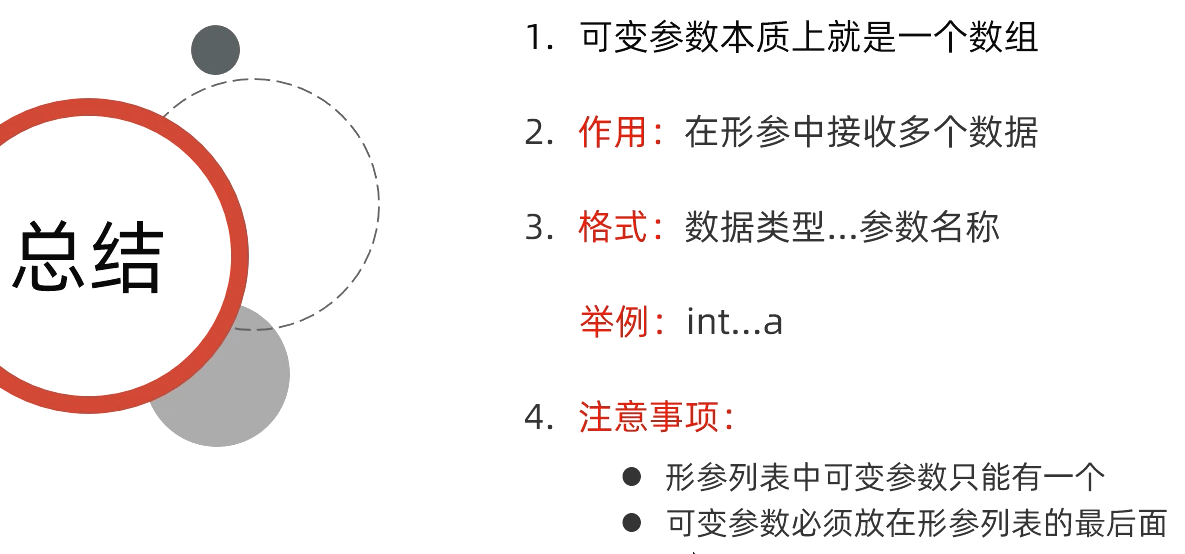 总结
1. 可变参数本质上就是一个数组
2. 作用：在形参中接收多个数据
3. 格式：数据类型...参数名称
举例：int...a
4. 注意事项：
● 形参列表中可变参数只能有一个
● 可变参数必须放在形参列表的最后面